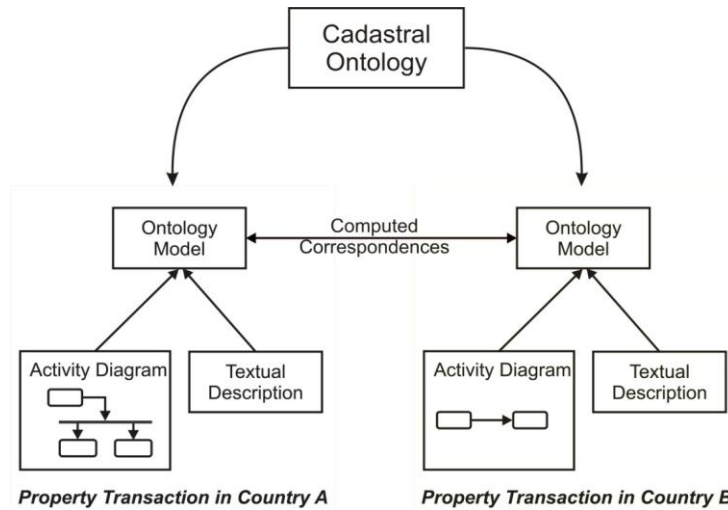 Cadastral
Ontology
Ontology
Model
Computed
Correspondences
Ontology
Model
Activity Diagram
Textual
Description
Activity Diagram
Textual
Description
Property Transaction in Country A
Property Transaction in Country B